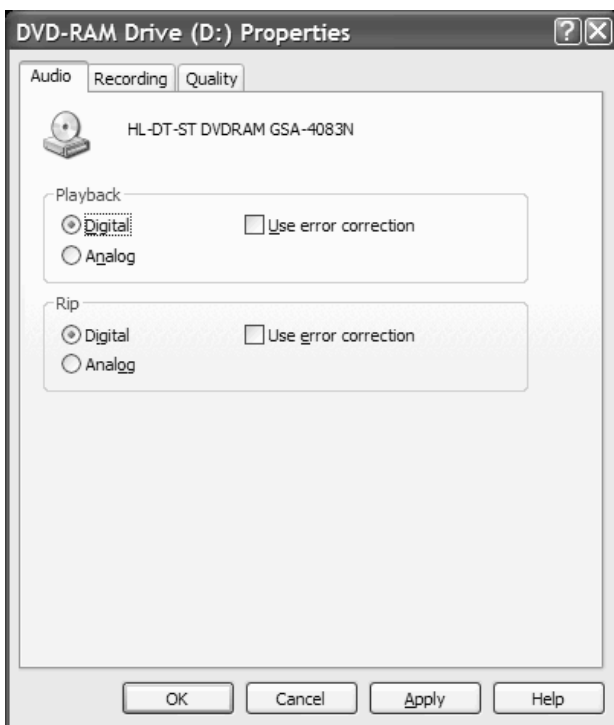 DVD-RAM Drive (D:) Properties
Audio Recording Quality
HL-DT-ST DVDRAM GSA-4083N
Playback
Digital Use error correction
Analog
Rip
Digital Use error correction
Analog
OK Cancel Apply Help